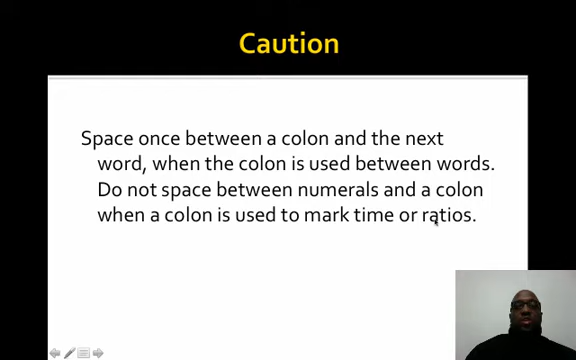 Caution
Space once between a colon and the next
word, when the colon is used between words.
Do not space between numerals and a colon
when a colon is used to mark time or ratios.